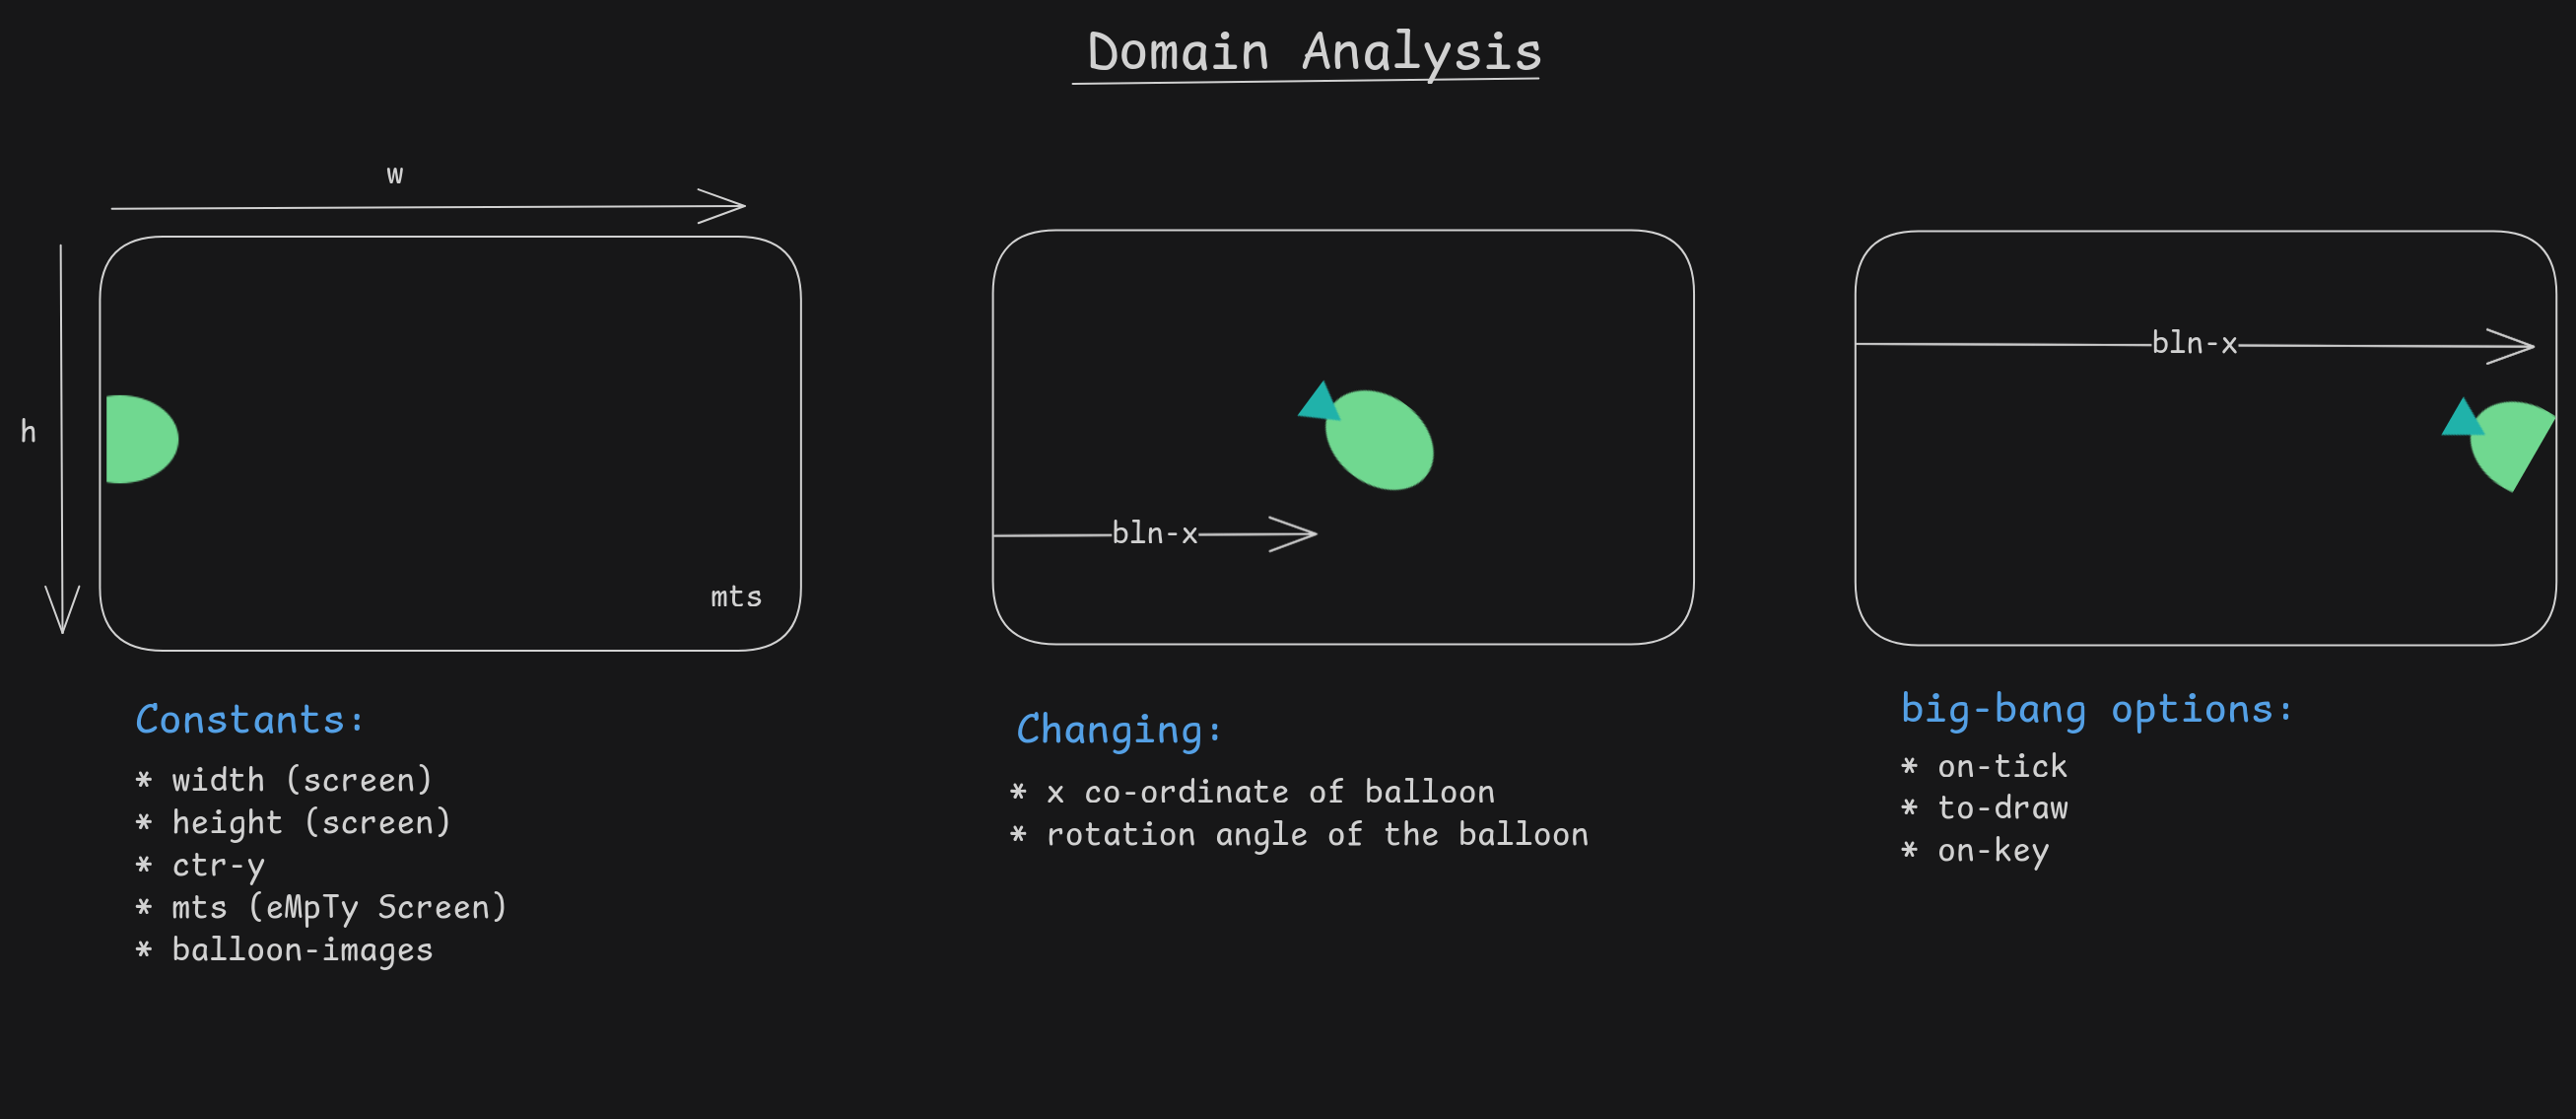 Domain Analysis
w
h
mts
bln-x
bln-x
Constants:
* width (screen)
* height (screen)
* ctr-y
* mts (eMpTy Screen)
* balloon-images
Changing:
* x co-ordinate of balloon
* rotation angle of the balloon
big-bang options:
* on-tick
* to-draw
* on-key